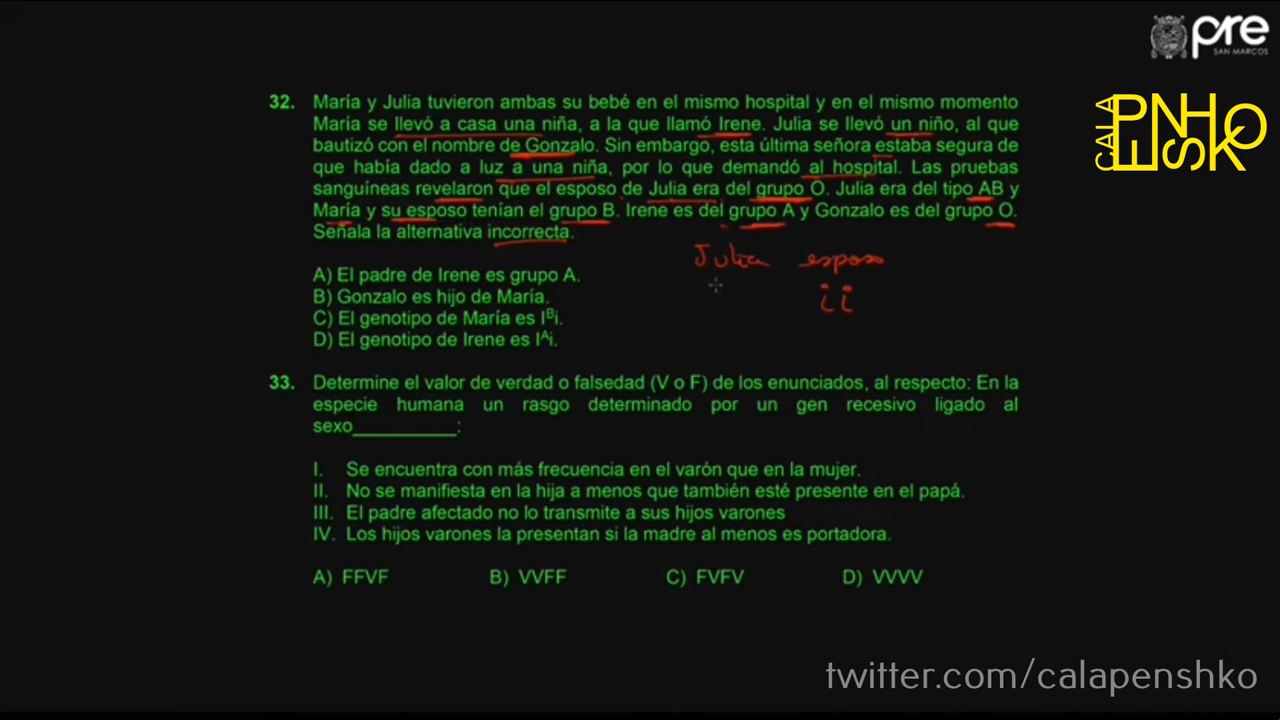 pre
SAN MARCOS
CALA
PENSHKO
32. María y Julia tuvieron ambas su bebé en el mismo hospital y en el mismo momento
María se llevó a casa una niña, a la que llamó Irene. Julia se llevó un niño, al que
bautizó con el nombre de Gonzalo. Sin embargo, esta última señora estaba segura de
que había dado a luz a una niña, por lo que demandó al hospital. Las pruebas
sanguíneas revelaron que el esposo de Julia era del grupo O. Julia era del tipo AB y
María y su esposo tenían el grupo B. Irene es del grupo A y Gonzalo es del grupo O.
Señala la alternativa incorrecta.
Julia esposo
ii
A) El padre de Irene es grupo A.
B) Gonzalo es hijo de María.
C) El genotipo de María es IᴮI.
D) El genotipo de Irene es Iᴬi.
33. Determine el valor de verdad o falsedad (V o F) de los enunciados, al respecto: En la
especie humana un rasgo determinado por un gen recesivo ligado al
sexo__________:
I. Se encuentra con más frecuencia en el varón que en la mujer.
II. No se manifiesta en la hija a menos que también esté presente en el papá.
III. El padre afectado no lo transmite a sus hijos varones
IV. Los hijos varones la presentan si la madre al menos es portadora.
A) FFVF B) VVFF C) FVFV D) VVVV
twitter.com/calapenshko